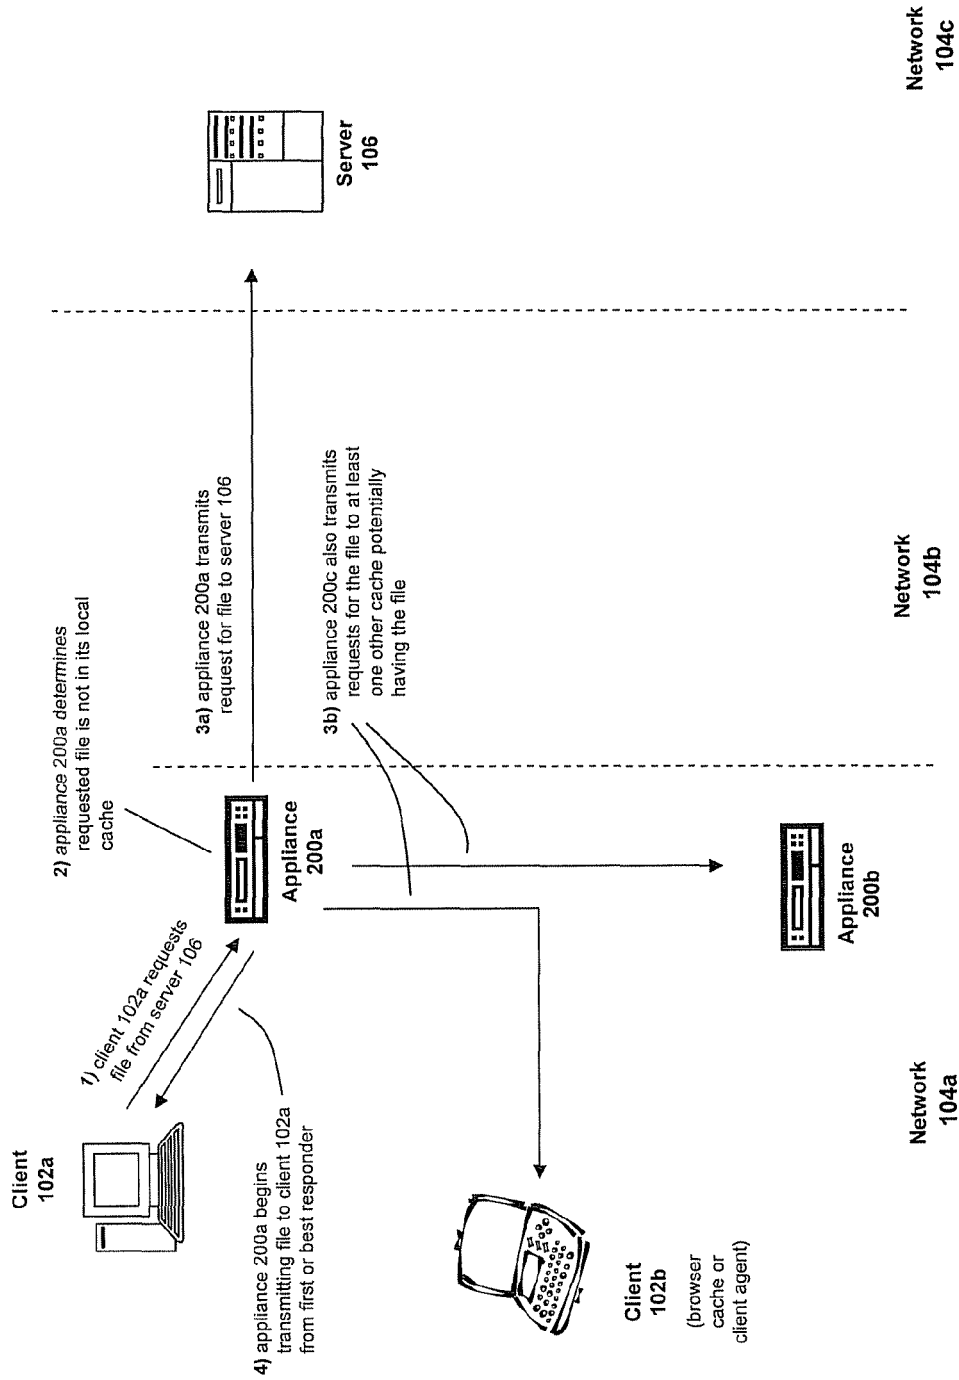 Client
102a
1) client 102a requests
file from server 106
2) appliance 200a determines
requested file is not in its local
cache
Appliance
200a
3a) appliance 200a transmits
request for file to server 106
Server
106
4) appliance 200a begins
transmitting file to client 102a
from first or best responder
3b) appliance 200c also transmits
requests for the file to at least
one other cache potentially
having the file
Client
102b
(browser
cache or
client agent)
Appliance
200b
Network
104a
Network
104b
Network
104c